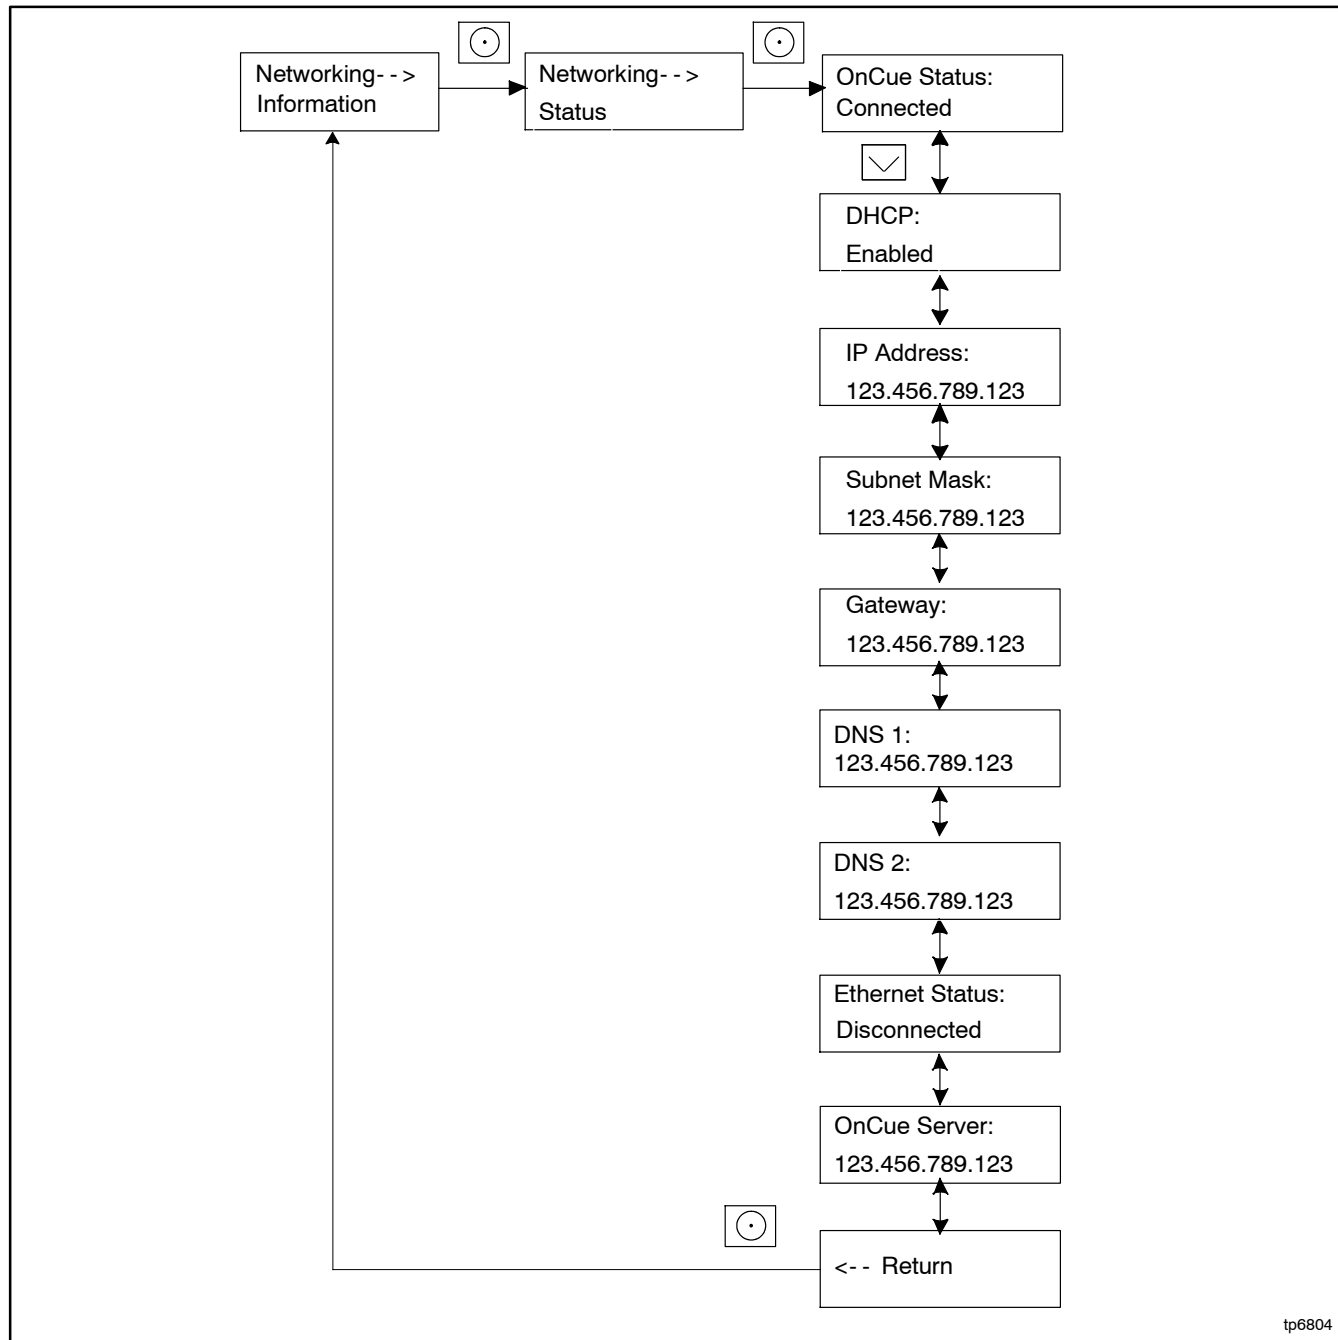 Networking- - >
Information
Networking- - >
Status
OnCue Status:
Connected
DHCP:
Enabled
IP Address:
123.456.789.123
Subnet Mask:
123.456.789.123
Gateway:
123.456.789.123
DNS 1:
123.456.789.123
DNS 2:
123.456.789.123
Ethernet Status:
Disconnected
OnCue Server:
123.456.789.123
<- - Return
tp6804